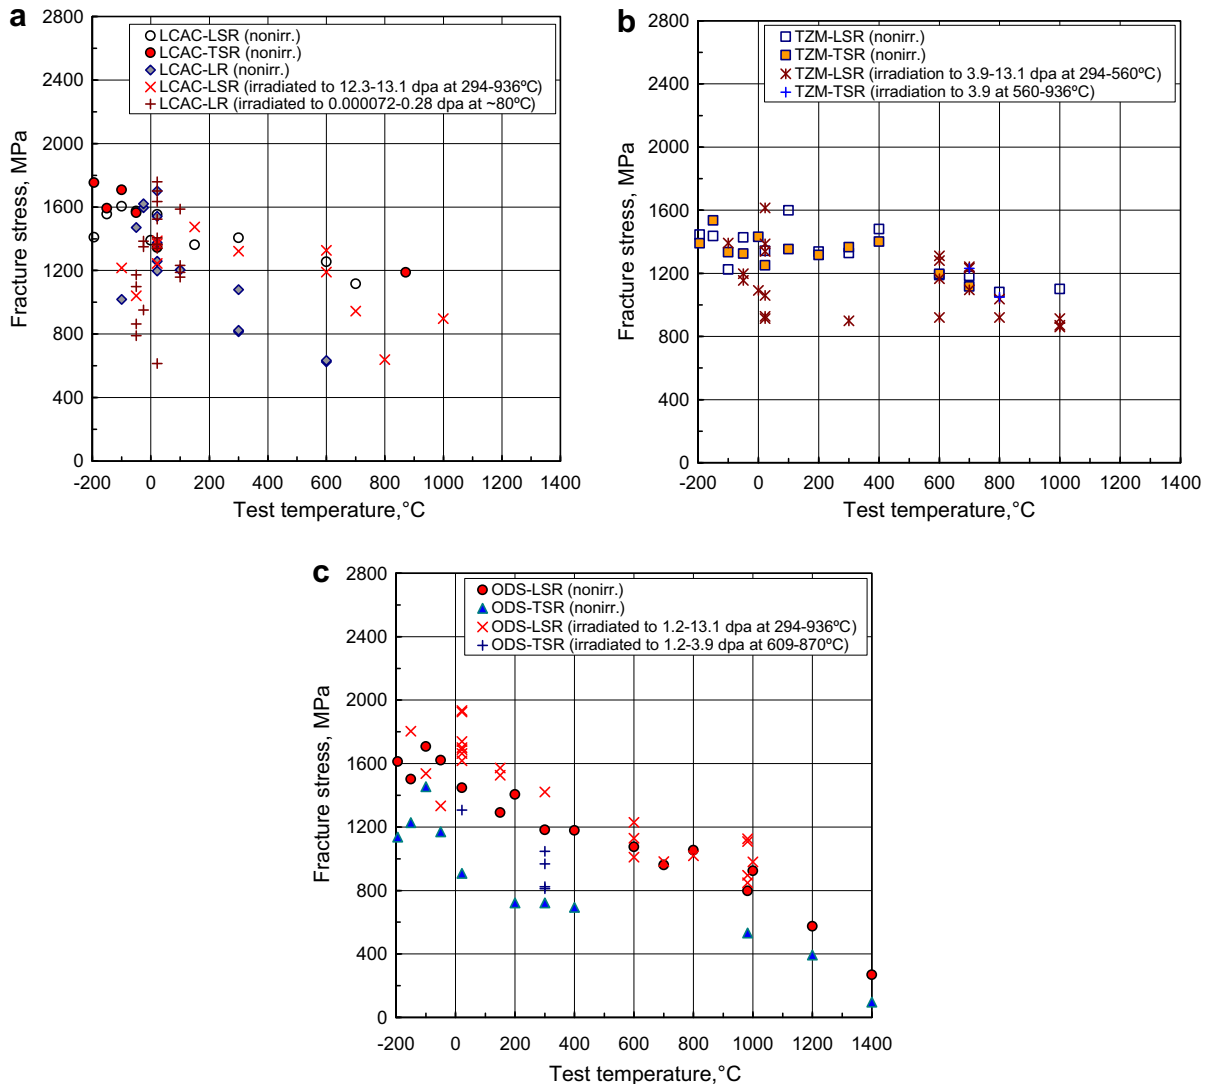 a
2800
2400
2000
1600
1200
800
400
0
Fracture stress, MPa
LCAC-LSR (nonirr.)
LCAC-TSR (nonirr.)
LCAC-LR (nonirr.)
LCAC-LSR (irradiated to 12.3-13.1 dpa at 294-936ºC)
LCAC-LR (irradiated to 0.000072-0.28 dpa at ~80ºC)
-200 0 200 400 600 800 1000 1200 1400
Test temperature,°C
b
2800
2400
2000
1600
1200
800
400
0
Fracture stress, MPa
TZM-LSR (nonirr.)
TZM-TSR (nonirr.)
TZM-LSR (irradiation to 3.9-13.1 dpa at 294-560ºC)
TZM-TSR (irradiation to 3.9 at 560-936ºC)
-200 0 200 400 600 800 1000 1200 1400
Test temperature,°C
c
2800
2400
2000
1600
1200
800
400
0
Fracture stress, MPa
ODS-LSR (nonirr.)
ODS-TSR (nonirr.)
ODS-LSR (irradiated to 1.2-13.1 dpa at 294-936ºC)
ODS-TSR (irradiated to 1.2-3.9 dpa at 609-870ºC)
-200 0 200 400 600 800 1000 1200 1400
Test temperature,°C